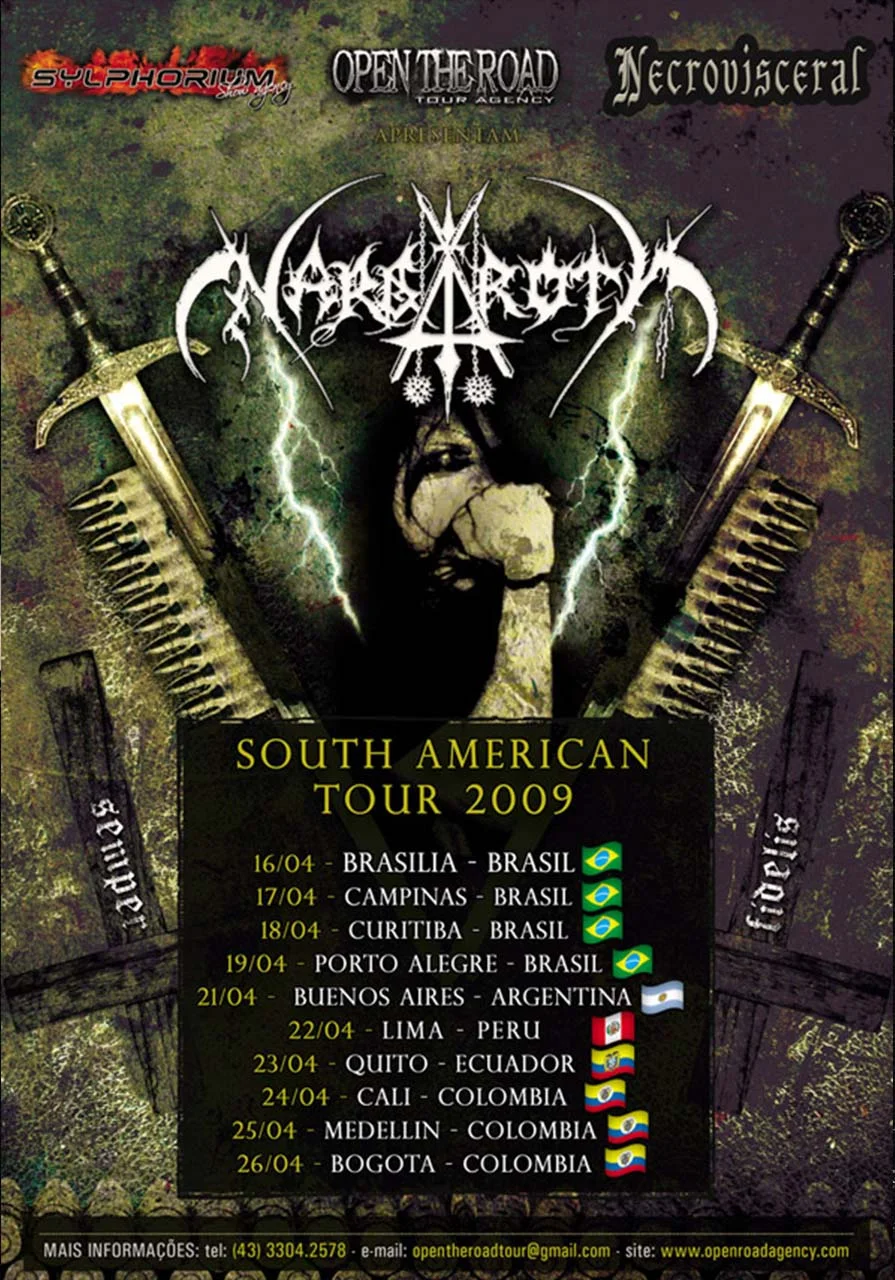 SYLPHORIUM
Show agency
OPEN THE ROAD
TOUR AGENCY
Necrovisceral
APRESENTAM
NARGAROTH
SOUTH AMERICAN
TOUR 2009
16/04 - BRASILIA - BRASIL
17/04 - CAMPINAS - BRASIL
18/04 - CURITIBA - BRASIL
19/04 - PORTO ALEGRE - BRASIL
21/04 - BUENOS AIRES - ARGENTINA
22/04 - LIMA - PERU
23/04 - QUITO - ECUADOR
24/04 - CALI - COLOMBIA
25/04 - MEDELLIN - COLOMBIA
26/04 - BOGOTA - COLOMBIA
semper
fidelis
MAIS INFORMAÇÕES: tel: (43) 3304.2578 - e-mail: opentheroadtour@gmail.com - site: www.openroadagency.com